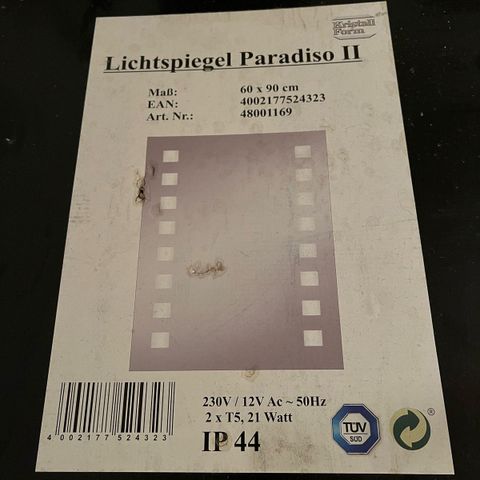 Kristall
Form
Lichtspiegel Paradiso II
Maß: 60 x 90 cm
EAN: 4002177524323
Art. Nr.: 48001169
230V / 12V Ac ~ 50Hz
2 x T5, 21 Watt
IP 44
4 002177 524323
TÜV
SÜD
®